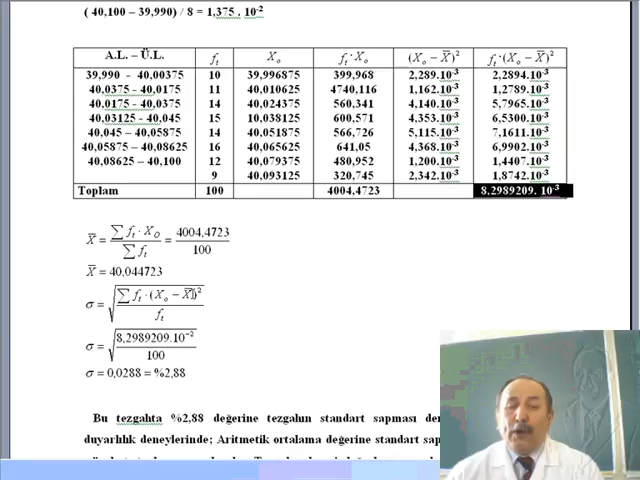 ( 40,100 – 39,990) / 8 = 1,375 . 10⁻²
A.L. – Ü.L. fₜ Xₒ fₜ·Xₒ (Xₒ – X̄)² fₜ·(Xₒ – X̄)²
39,990 - 40,00375 10 39,996875 399,968 2,289.10⁻³ 2,2894.10⁻³
40,0375 - 40,0175 11 40,010625 4740,116 1,162.10⁻³ 1,2789.10⁻³
40,0175 - 40,0375 14 40,024375 560,341 4,140.10⁻³ 5,7965.10⁻³
40,03125 - 40,045 15 10,038125 600,571 4,353.10⁻³ 6,5300.10⁻³
40,045 – 40,05875 14 40,051875 566,726 5,115.10⁻³ 7,1611.10⁻³
40,05875 – 40,08625 16 40,065625 641,05 4,368.10⁻³ 6,9902.10⁻³
40,08625 – 40,100 12 40,079375 480,952 1,200.10⁻³ 1,4407.10⁻³
9 40,093125 320,745 2,342.10⁻³ 1,8742.10⁻³
Toplam 100 4004,4723 8,2989209. 10⁻³
X̄ = ∑ fₜ · X_O / ∑ fₜ = 4004,4723 / 100
X̄ = 40,044723
σ = √(∑ fₜ · (Xₒ – X̄)² / fₜ)
σ = √(8,2989209.10⁻² / 100)
σ = 0,0288 = %2,88
Bu tezgahta %2,88 değerine tezgahın standart sapması
duyarlılık deneylerinde; Aritmetik ortalama değerine standart